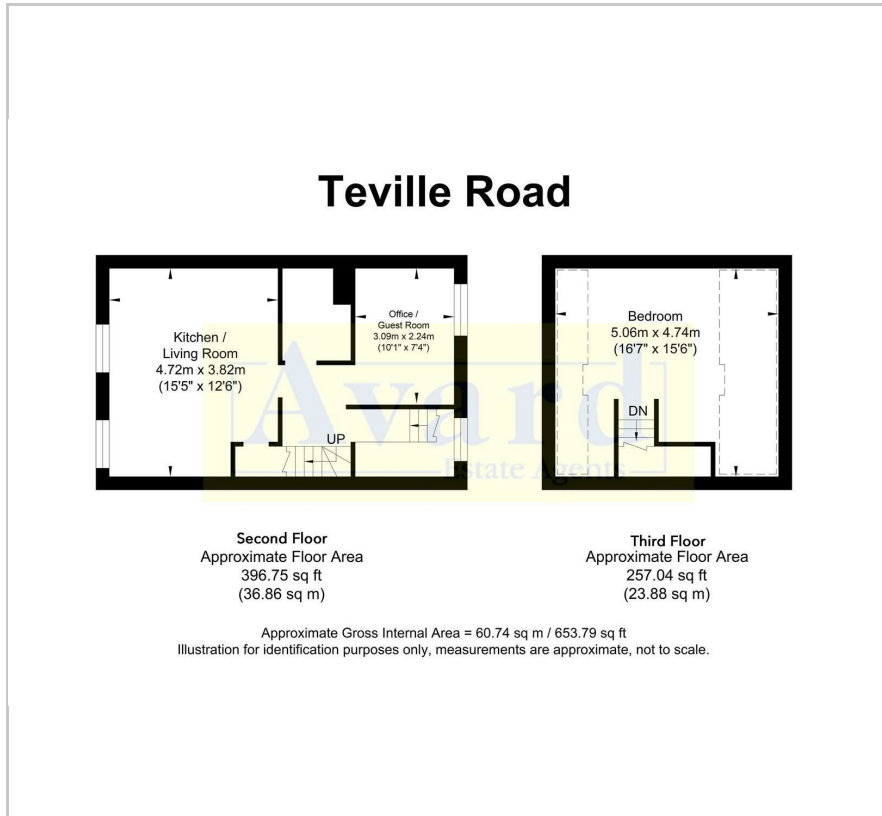 Teville Road
Kitchen /
Living Room
4.72m x 3.82m
(15'5" x 12'6")
Office /
Guest Room
3.09m x 2.24m
(10'1" x 7'4")
UP
Bedroom
5.06m x 4.74m
(16'7" x 15'6")
DN
Avard
Estate Agents
Second Floor
Approximate Floor Area
396.75 sq ft
(36.86 sq m)
Third Floor
Approximate Floor Area
257.04 sq ft
(23.88 sq m)
Approximate Gross Internal Area = 60.74 sq m / 653.79 sq ft
Illustration for identification purposes only, measurements are approximate, not to scale.